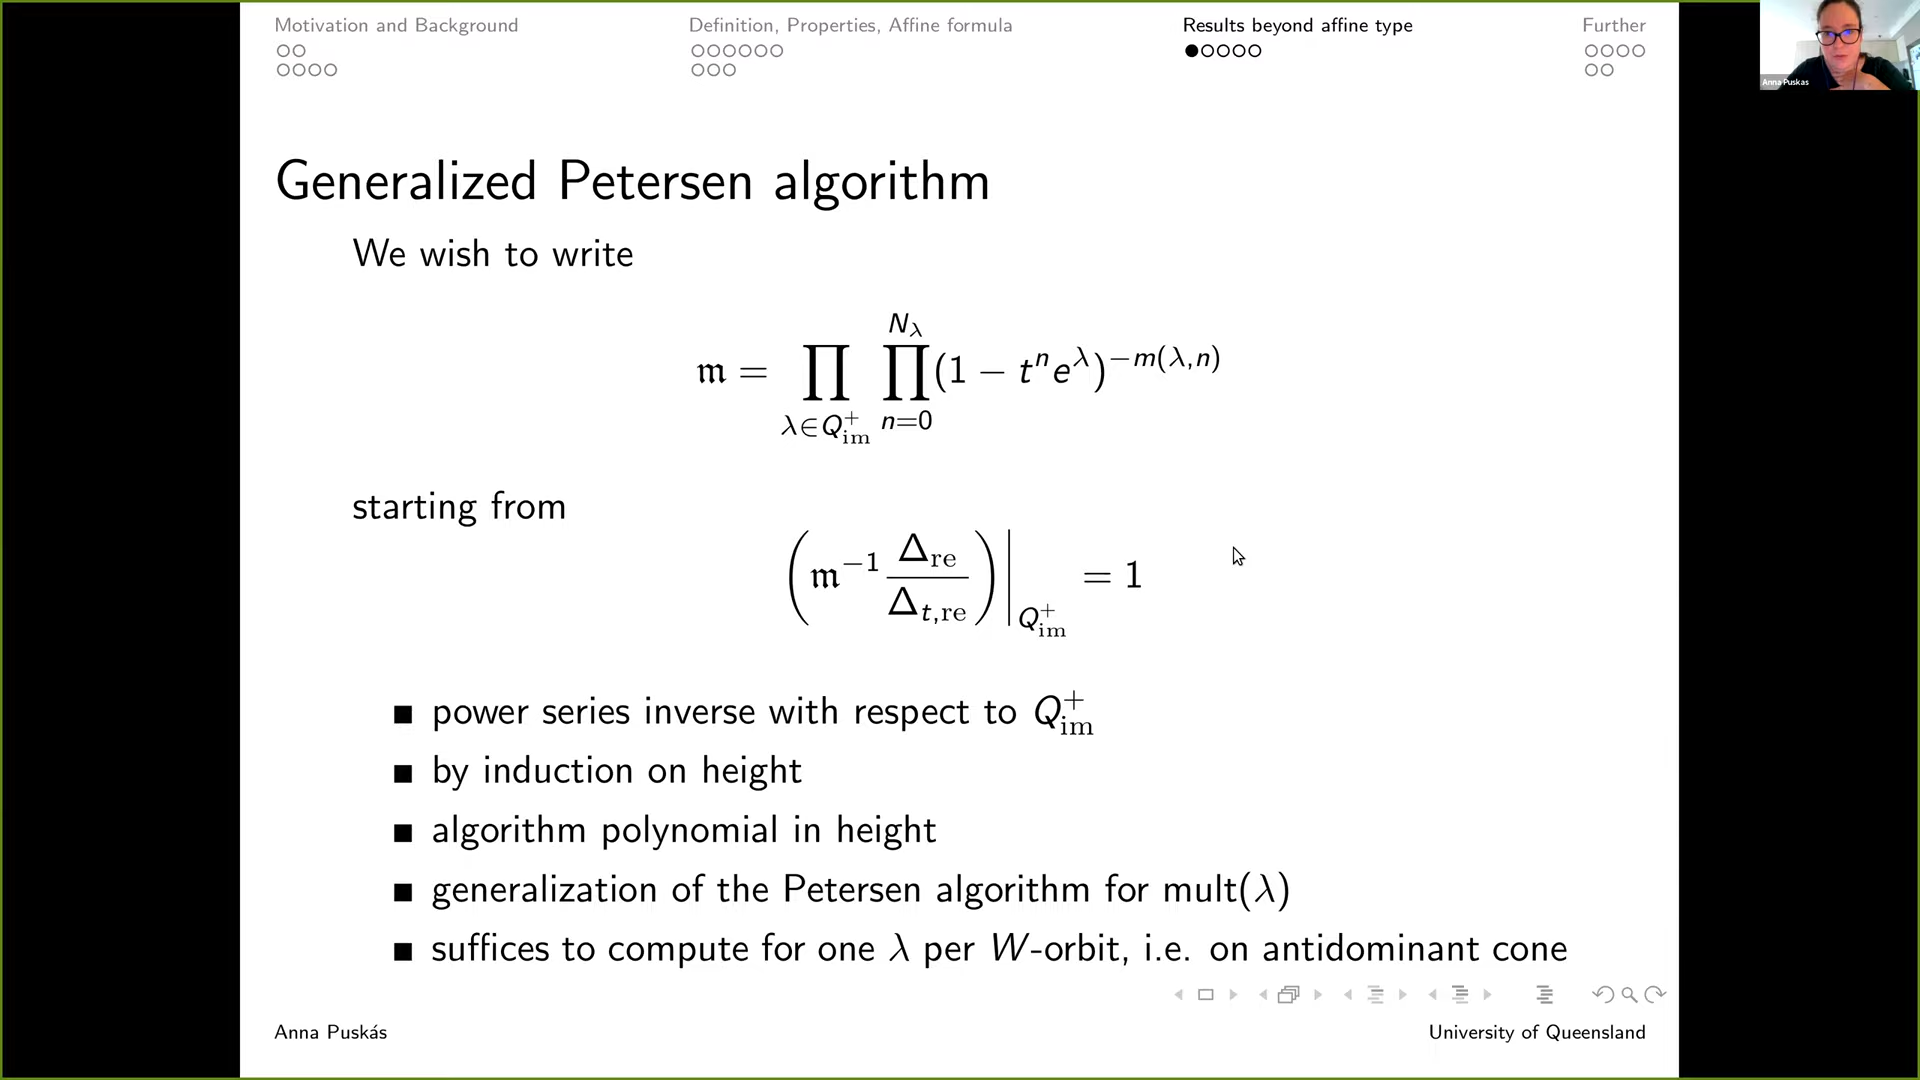 Motivation and Background
Definition, Properties, Affine formula
Results beyond affine type
Further
Anna Puskas
Generalized Petersen algorithm
We wish to write
𝔪 = ∏_{λ∈Q⁺_im} ∏_{n=0}^{N_λ} (1 − tⁿe^λ)^{−m(λ,n)}
starting from
(𝔪⁻¹ Δ_re / Δ_{t,re})|_{Q⁺_im} = 1
power series inverse with respect to Q⁺_im
by induction on height
algorithm polynomial in height
generalization of the Petersen algorithm for mult(λ)
suffices to compute for one λ per W-orbit, i.e. on antidominant cone
Anna Puskás
University of Queensland